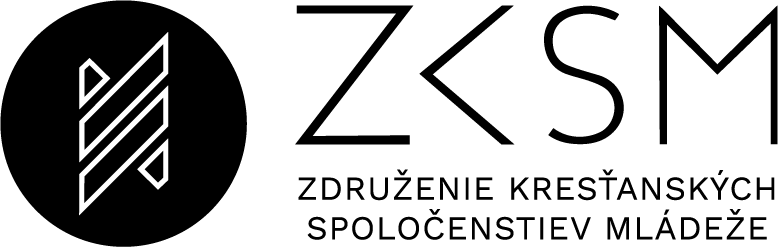 ZKSM
ZDRUŽENIE KRESŤANSKÝCH
SPOLOČENSTIEV MLÁDEŽE